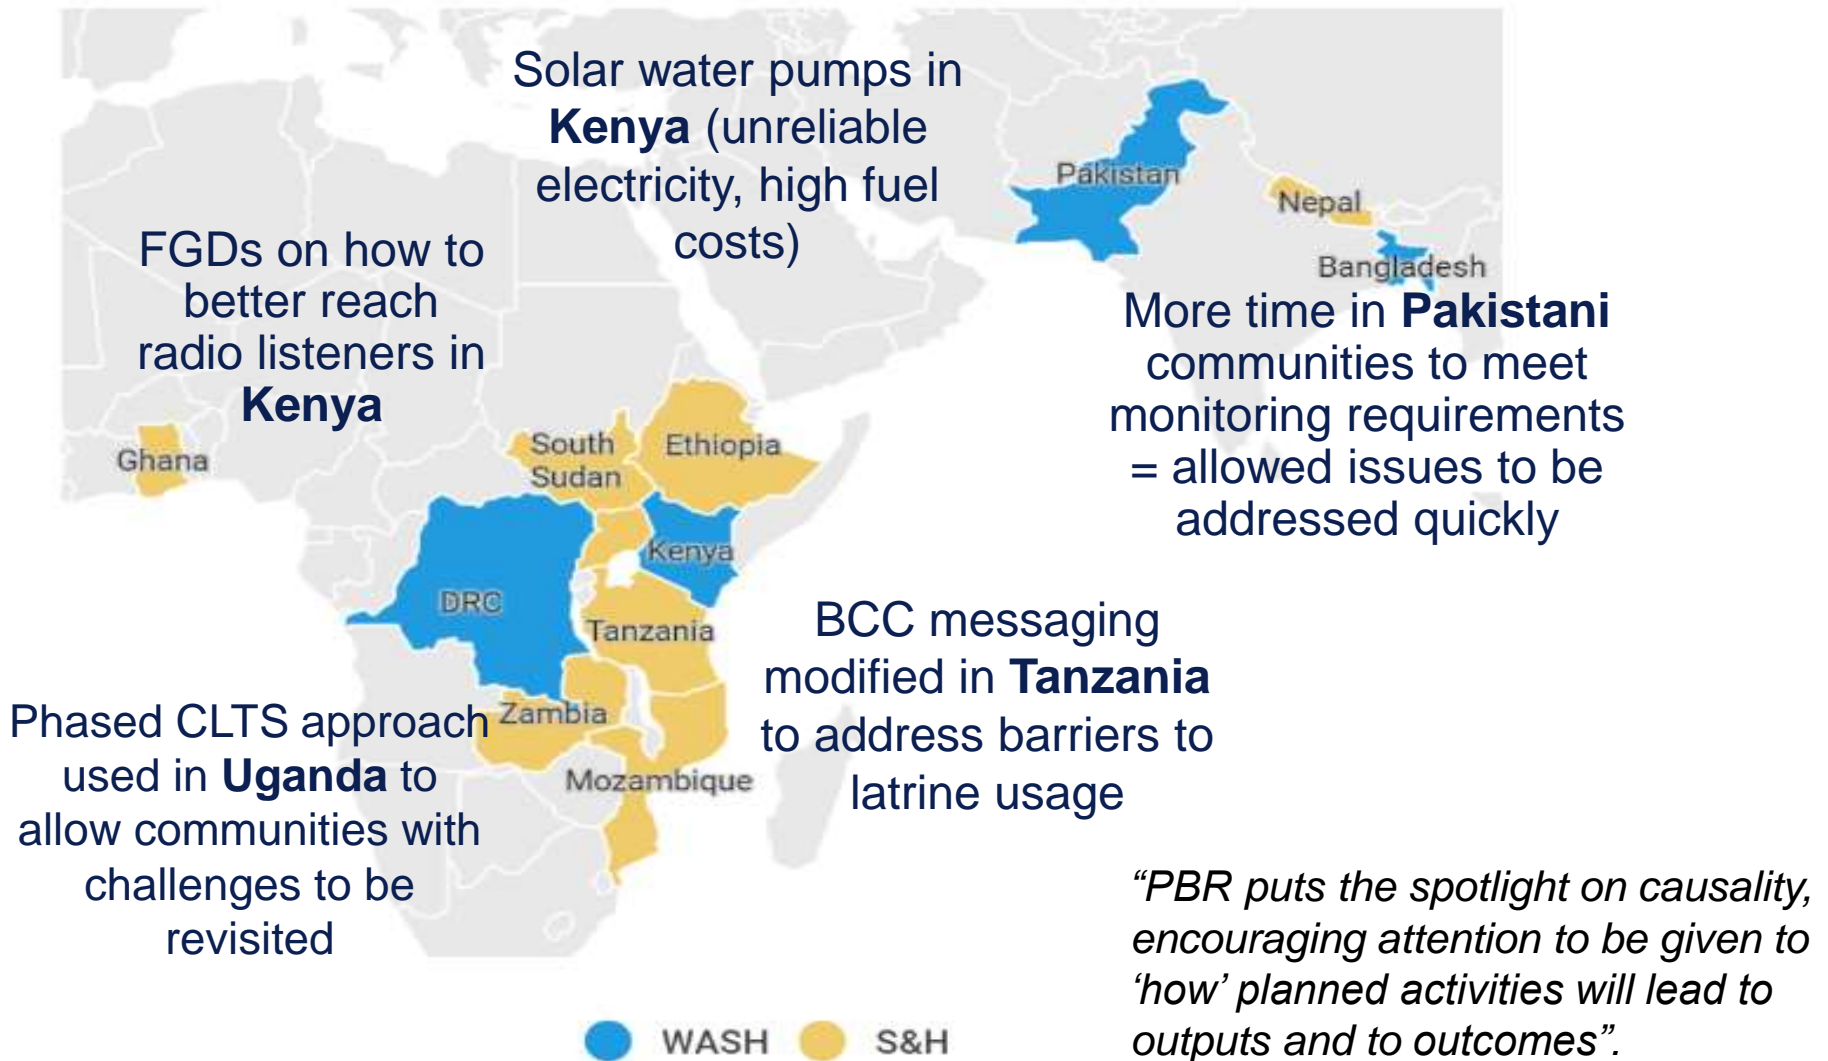 Solar water pumps in
Kenya (unreliable
electricity, high fuel
costs)
FGDs on how to
better reach
radio listeners in
Kenya
Pakistan
Nepal
Bangladesh
More time in Pakistani
communities to meet
monitoring requirements
= allowed issues to be
addressed quickly
Ghana
South
Sudan
Ethiopia
Kenya
DRC
Tanzania
Zambia
Mozambique
BCC messaging
modified in Tanzania
to address barriers to
latrine usage
Phased CLTS approach
used in Uganda to
allow communities with
challenges to be
revisited
“PBR puts the spotlight on causality,
encouraging attention to be given to
‘how’ planned activities will lead to
outputs and to outcomes”.
WASH
S&H